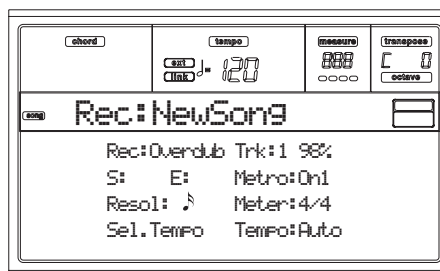 chord tempo measure transpose
ext ♩= 120 888 C 0
link octave
song Rec:NewSong
Rec:Overdub Trk:1 98%
S: E: Metro:On1
Resol: ♪ Meter:4/4
Sel.Tempo Tempo:Auto